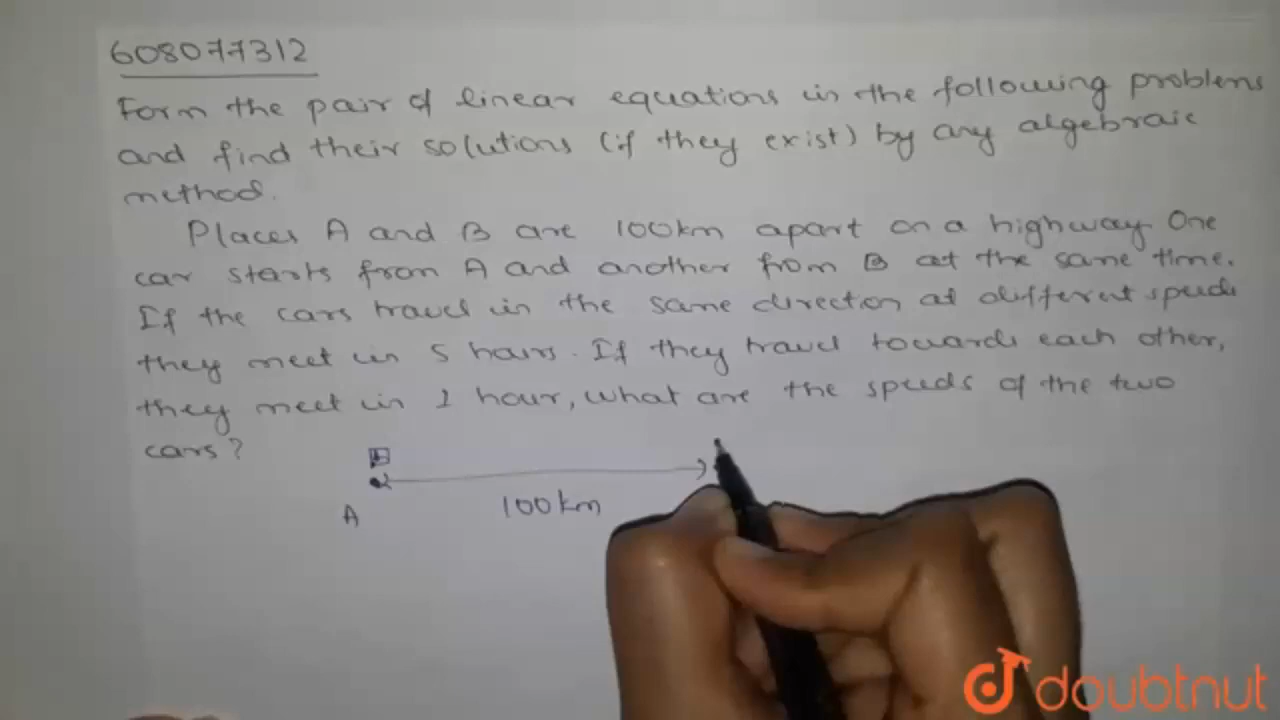 608077312
Form the pair of linear equations in the following problems
and find their solutions (if they exist) by any algebraic
method.
Places A and B are 100km apart on a highway. One
car starts from A and another from B at the same time.
If the cars travel in the same direction at different speeds
they meet in 5 hours. If they travel towards each other,
they meet in 1 hour, what are the speeds of the two
cars?
100km
A
doubtnut